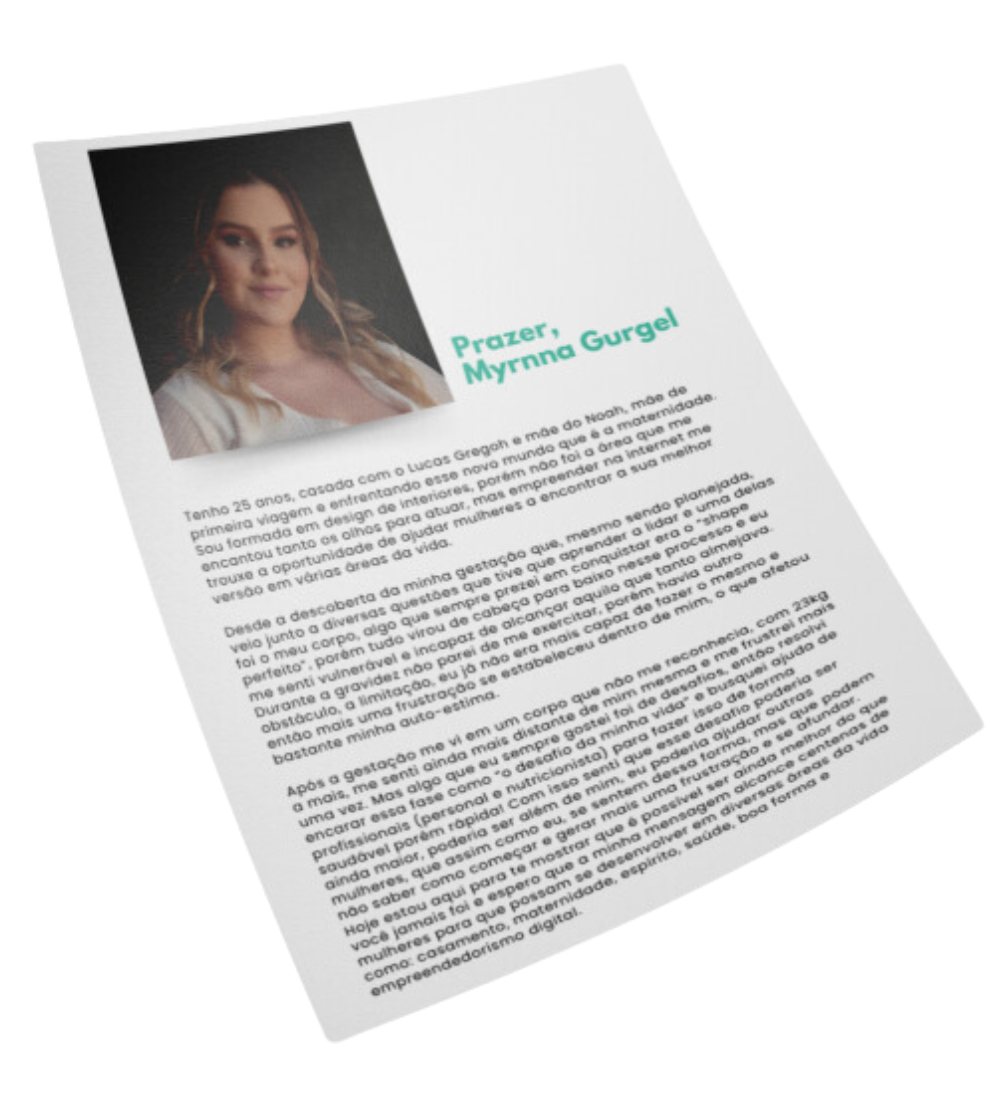 Prazer,
Myrnna Gurgel
Tenho 25 anos, casada com o Lucas Gregoh e mãe do Noah, mãe de
primeira viagem e enfrentando esse novo mundo que é a maternidade.
Sou formada em design de interiores, porém não foi a área que me
encantou tanto os olhos para atuar, mas empreender na internet me
trouxe a oportunidade de ajudar mulheres a encontrar a sua melhor
versão em várias áreas da vida.
Desde a descoberta da minha gestação que, mesmo sendo planejada,
veio junto a diversas questões que tive que aprender a lidar e uma delas
foi o meu corpo, algo que sempre prezei em conquistar era o "shape
perfeito", porém tudo virou de cabeça para baixo nesse processo e eu
me senti vulnerável e incapaz de alcançar aquilo que tanto almejava.
Durante a gravidez não parei de me exercitar, porém havia outro
obstáculo, a limitação, eu já não era mais capaz de fazer o mesmo e
então mais uma frustração se estabeleceu dentro de mim, o que afetou
bastante minha auto-estima.
Após a gestação me vi em um corpo que não me reconhecia, com 23kg
a mais, me senti ainda mais distante de mim mesma e me frustrei mais
uma vez. Mas algo que eu sempre gostei foi de desafios, então resolvi
encarar essa fase como "o desafio da minha vida" e busquei ajuda de
profissionais (personal e nutricionista) para fazer isso de forma
saudável porém rápida! Com isso senti que esse desafio poderia ser
ainda maior, poderia ser além de mim, eu poderia ajudar outras
mulheres, que assim como eu, se sentem dessa forma, mas que podem
não saber como começar e gerar mais uma frustração e se afundar.
Hoje estou aqui para te mostrar que é possível ser ainda melhor do que
você jamais foi e espero que a minha mensagem alcance centenas de
mulheres para que possam se desenvolver em diversas áreas da vida
como: casamento, maternidade, espírito, saúde, boa forma e
empreendedorismo digital.